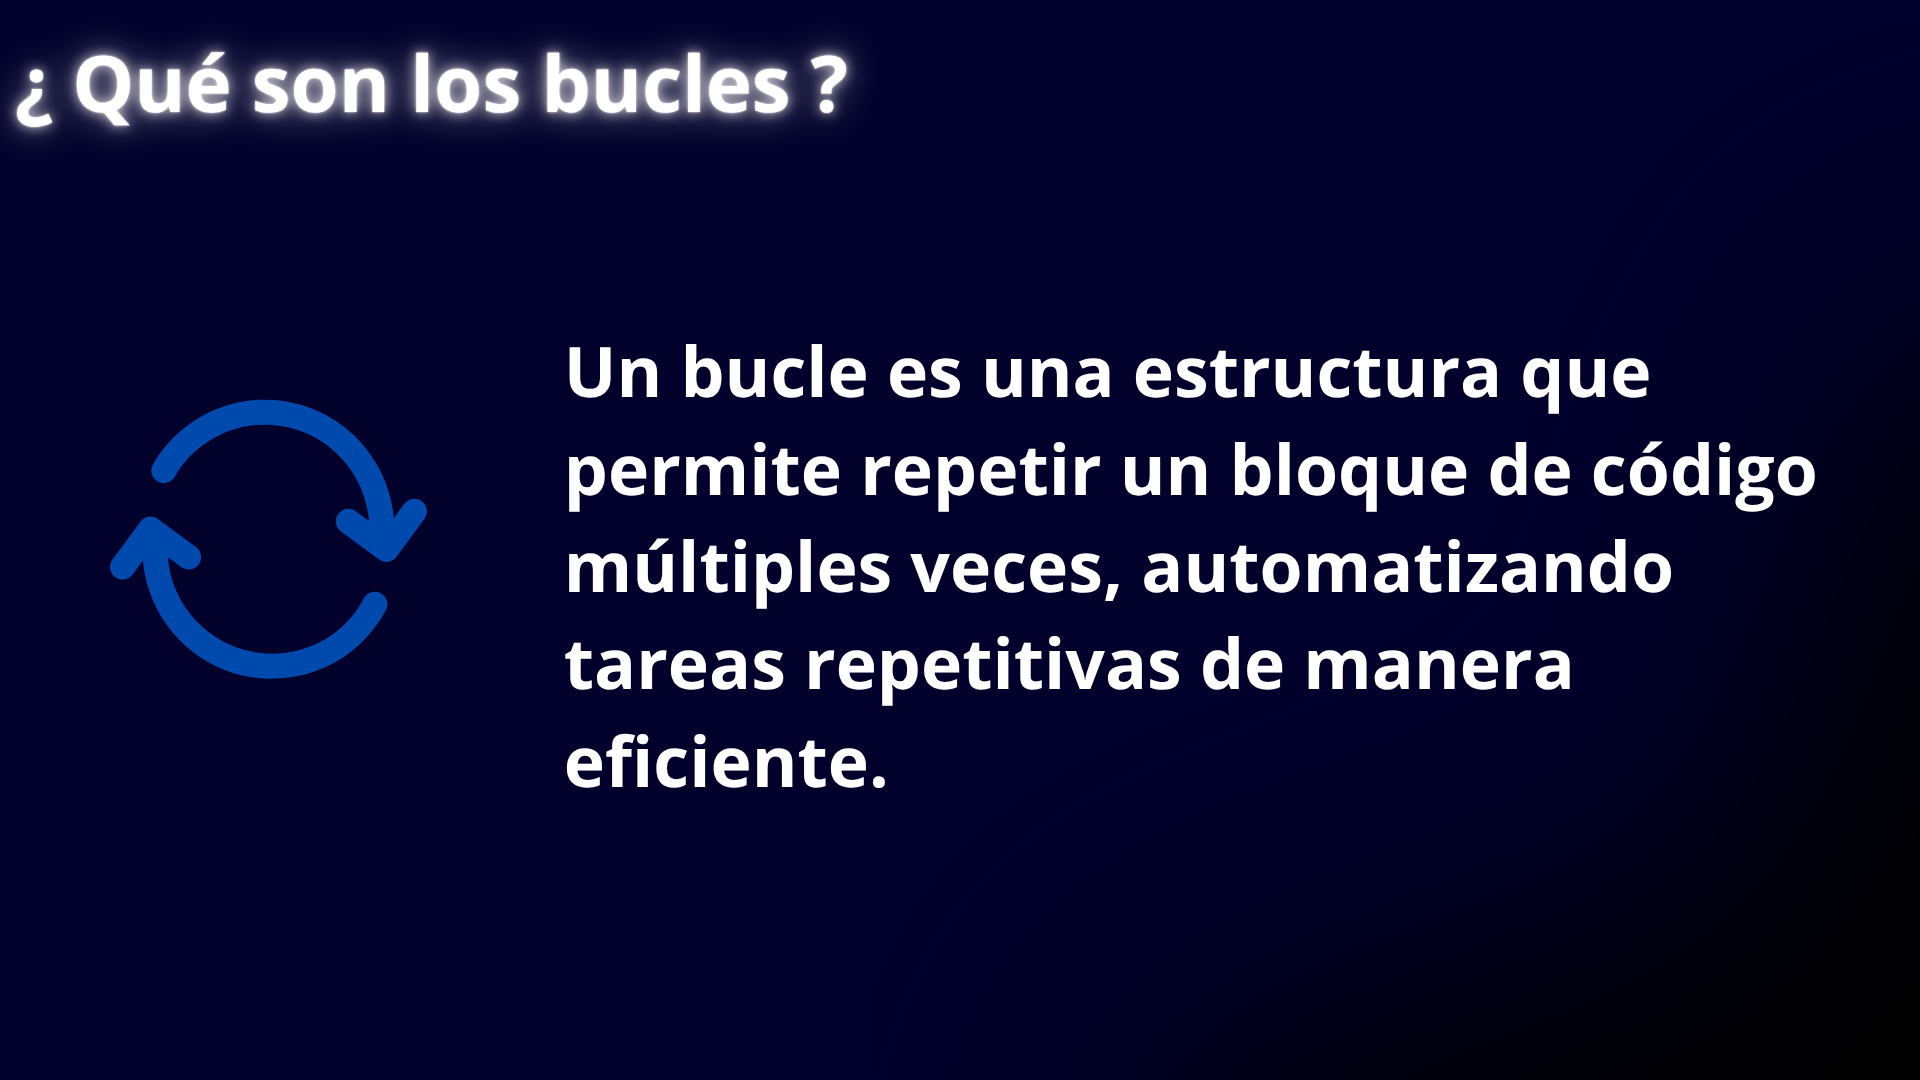 ¿ Qué son los bucles ?
Un bucle es una estructura que
permite repetir un bloque de código
múltiples veces, automatizando
tareas repetitivas de manera
eficiente.